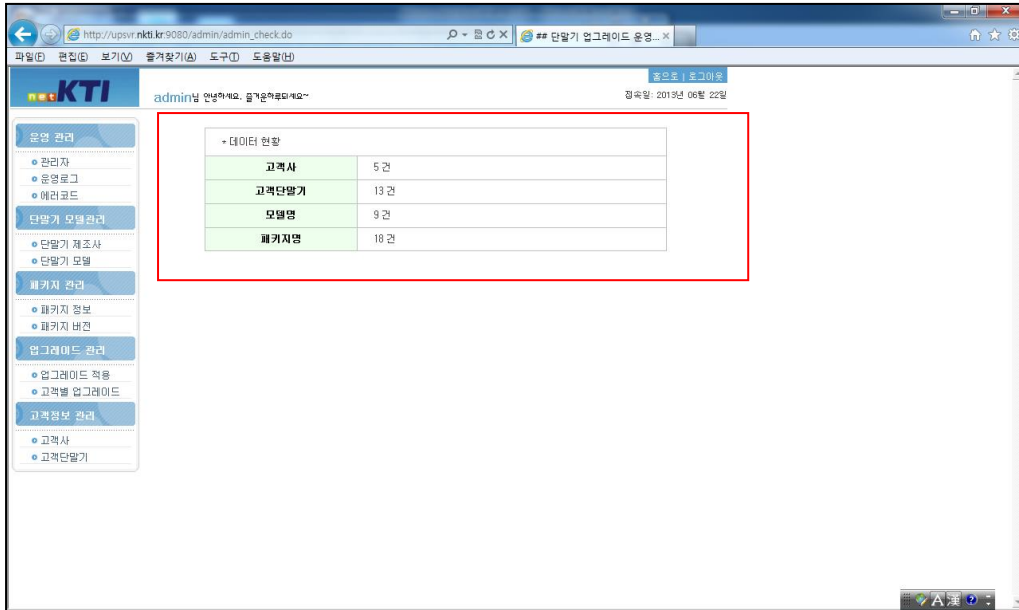 http://upsvr.nkti.kr:9080/admin/admin_check.do
## 단말기 업그레이드 운영...
파일(F) 편집(E) 보기(V) 즐겨찾기(A) 도구(T) 도움말(H)
netKTI
홈으로 | 로그아웃
admin님 안녕하세요. 즐거운하루되세요~
접속일: 2013년 06월 22일
운영 관리
관리자
운영로그
에러코드
단말기 모델관리
단말기 제조사
단말기 모델
패키지 관리
패키지 정보
패키지 버전
업그레이드 관리
업그레이드 적용
고객별 업그레이드
고객정보 관리
고객사
고객단말기
+ 데이터 현황
고객사 5 건
고객단말기 13 건
모델명 9 건
패키지명 18 건
A 漢